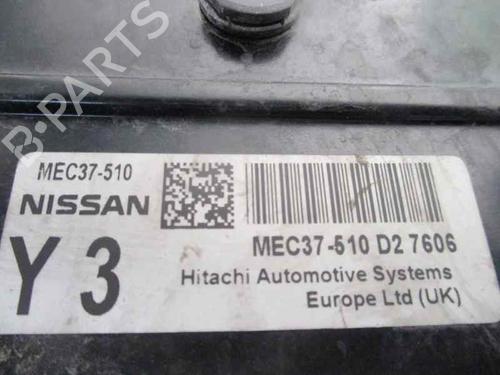 B-PARTS
MEC37-510
NISSAN
Y 3
MEC37-510 D2 7606
Hitachi Automotive Systems
Europe Ltd (UK)